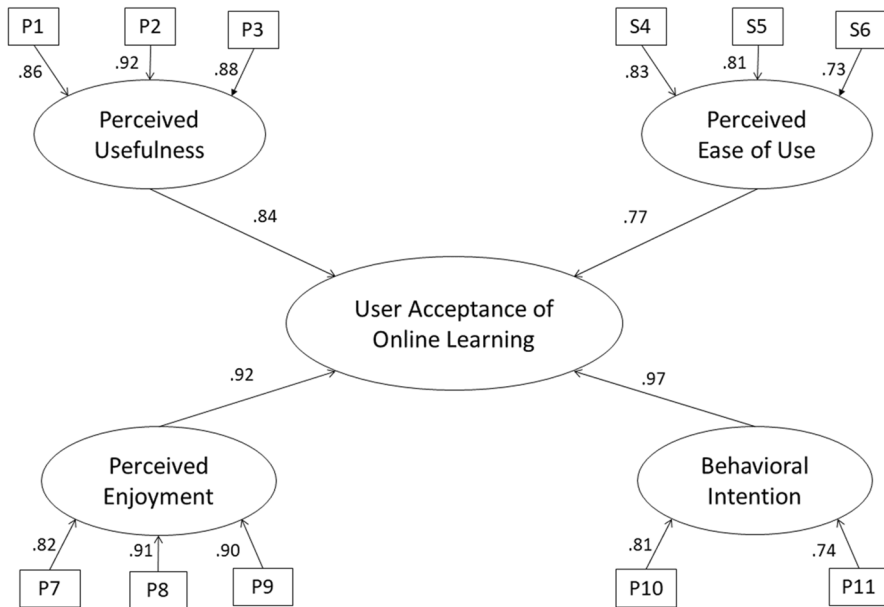 P1
P2
P3
S4
S5
S6
.86
.92
.88
.83
.81
.73
Perceived
Usefulness
Perceived
Ease of Use
.84
.77
User Acceptance of
Online Learning
.92
.97
Perceived
Enjoyment
Behavioral
Intention
.82
.91
.90
.81
.74
P7
P8
P9
P10
P11